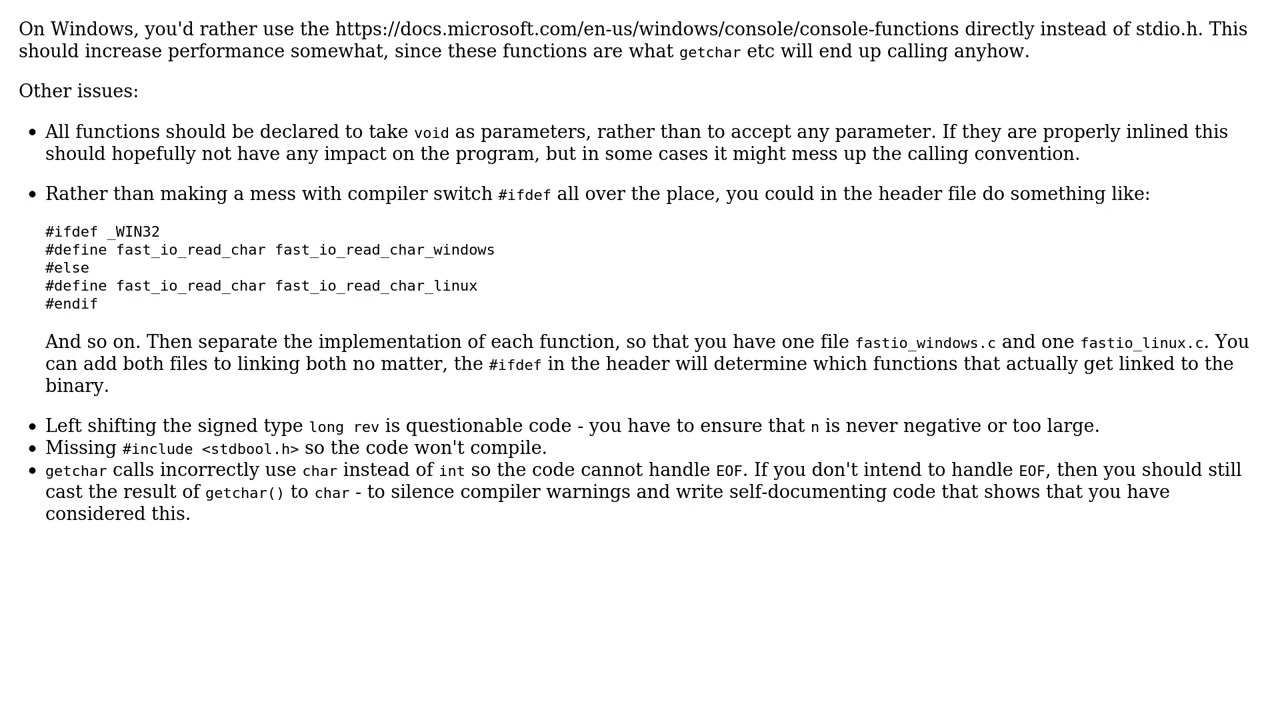 On Windows, you'd rather use the https://docs.microsoft.com/en-us/windows/console/console-functions directly instead of stdio.h. This
should increase performance somewhat, since these functions are what getchar etc will end up calling anyhow.
Other issues:
• All functions should be declared to take void as parameters, rather than to accept any parameter. If they are properly inlined this
should hopefully not have any impact on the program, but in some cases it might mess up the calling convention.
• Rather than making a mess with compiler switch #ifdef all over the place, you could in the header file do something like:
#ifdef _WIN32
#define fast_io_read_char fast_io_read_char_windows
#else
#define fast_io_read_char fast_io_read_char_linux
#endif
And so on. Then separate the implementation of each function, so that you have one file fastio_windows.c and one fastio_linux.c. You
can add both files to linking both no matter, the #ifdef in the header will determine which functions that actually get linked to the
binary.
• Left shifting the signed type long rev is questionable code - you have to ensure that n is never negative or too large.
• Missing #include <stdbool.h> so the code won't compile.
• getchar calls incorrectly use char instead of int so the code cannot handle EOF. If you don't intend to handle EOF, then you should still
cast the result of getchar() to char - to silence compiler warnings and write self-documenting code that shows that you have
considered this.